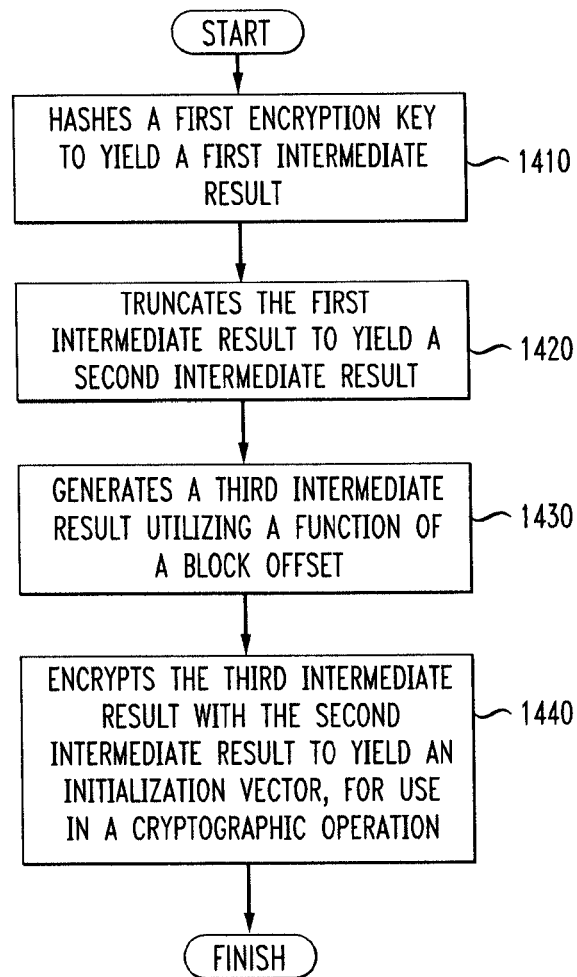 START
HASHES A FIRST ENCRYPTION KEY
TO YIELD A FIRST INTERMEDIATE
RESULT
1410
TRUNCATES THE FIRST
INTERMEDIATE RESULT TO YIELD A
SECOND INTERMEDIATE RESULT
1420
GENERATES A THIRD INTERMEDIATE
RESULT UTILIZING A FUNCTION OF
A BLOCK OFFSET
1430
ENCRYPTS THE THIRD INTERMEDIATE
RESULT WITH THE SECOND
INTERMEDIATE RESULT TO YIELD AN
INITIALIZATION VECTOR, FOR USE
IN A CRYPTOGRAPHIC OPERATION
1440
FINISH